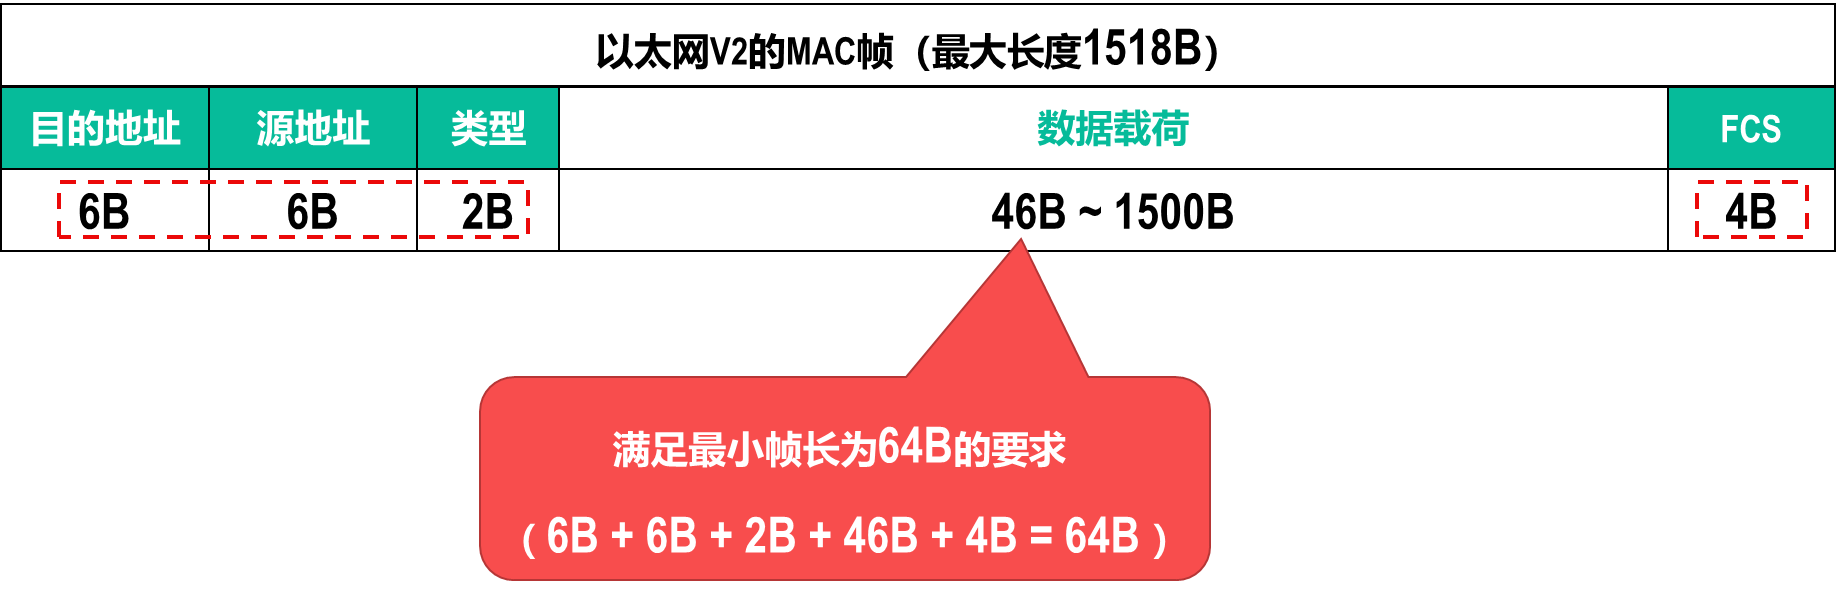 以太网V2的MAC帧（最大长度1518B）
目的地址 源地址 类型 数据载荷 FCS
6B 6B 2B 46B ~ 1500B 4B
满足最小帧长为64B的要求
（ 6B + 6B + 2B + 46B + 4B = 64B ）